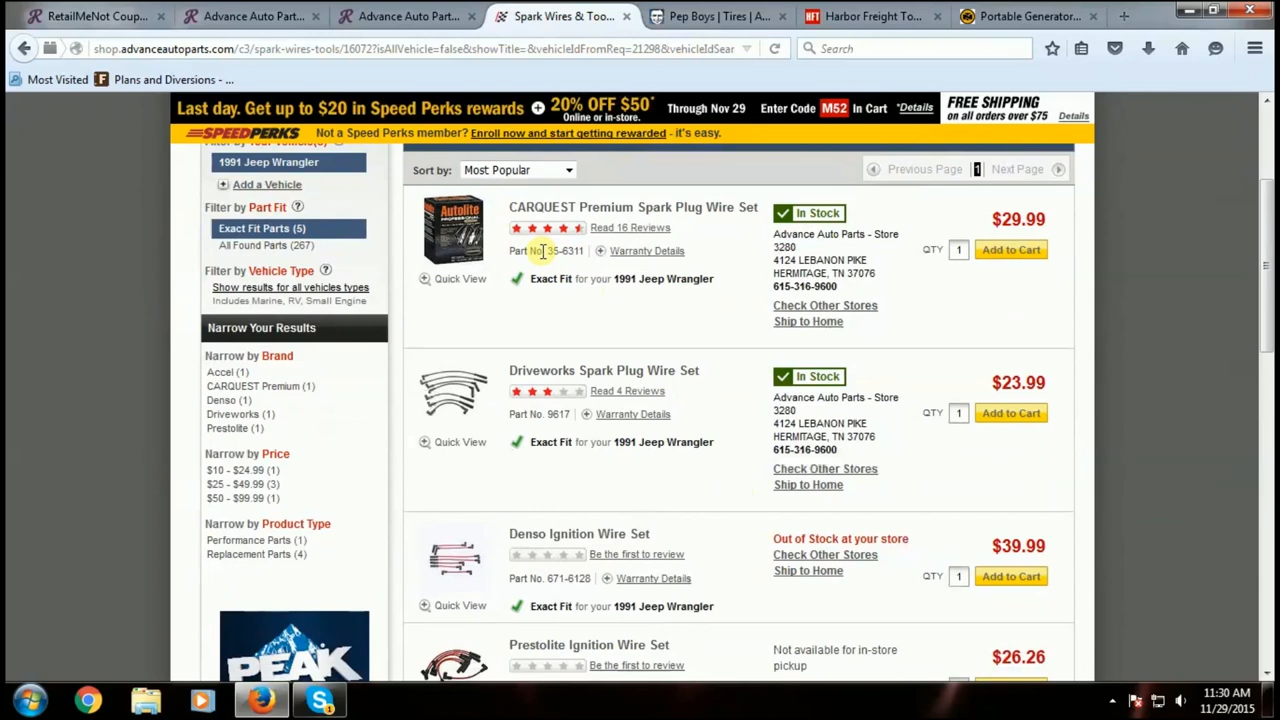 RetailMeNot Coup...
Advance Auto Part...
Advance Auto Part...
Spark Wires & Too...
Pep Boys | Tires | A...
Harbor Freight To...
Portable Generator...
shop.advanceautoparts.com/c3/spark-wires-tools/16072?isAllVehicle=false&showTitle=&vehicleIdFromReq=21298&vehicleIdSear
Search
Most Visited
Plans and Diversions - ...
Last day. Get up to $20 in Speed Perks rewards + 20% OFF $50* Online or in-store. Through Nov 29 Enter Code M52 In Cart *Details
FREE SHIPPING
on all orders over $75 Details
SPEEDPERKS Not a Speed Perks member? Enroll now and start getting rewarded - it's easy.
1991 Jeep Wrangler
Add a Vehicle
Filter by Part Fit
Exact Fit Parts (5)
All Found Parts (267)
Filter by Vehicle Type
Show results for all vehicles types
Includes Marine, RV, Small Engine
Narrow Your Results
Narrow by Brand
Accel (1)
CARQUEST Premium (1)
Denso (1)
Driveworks (1)
Prestolite (1)
Narrow by Price
$10 - $24.99 (1)
$25 - $49.99 (3)
$50 - $99.99 (1)
Narrow by Product Type
Performance Parts (1)
Replacement Parts (4)
PEAK
Sort by: Most Popular
Previous Page 1 Next Page
Autolite
PROFESSIONAL
CARQUEST Premium Spark Plug Wire Set
Read 16 Reviews
Part No. 35-6311 | Warranty Details
Quick View
Exact Fit for your 1991 Jeep Wrangler
In Stock
Advance Auto Parts - Store
3280
4124 LEBANON PIKE
HERMITAGE, TN 37076
615-316-9600
Check Other Stores
Ship to Home
$29.99
QTY 1 Add to Cart
Driveworks Spark Plug Wire Set
Read 4 Reviews
Part No. 9617 | Warranty Details
Quick View
Exact Fit for your 1991 Jeep Wrangler
In Stock
Advance Auto Parts - Store
3280
4124 LEBANON PIKE
HERMITAGE, TN 37076
615-316-9600
Check Other Stores
Ship to Home
$23.99
QTY 1 Add to Cart
Denso Ignition Wire Set
Be the first to review
Part No. 671-6128 | Warranty Details
Quick View
Exact Fit for your 1991 Jeep Wrangler
Out of Stock at your store
Check Other Stores
Ship to Home
$39.99
QTY 1 Add to Cart
Prestolite Ignition Wire Set
Be the first to review
Not available for in-store
pickup
$26.26
11:30 AM
11/29/2015